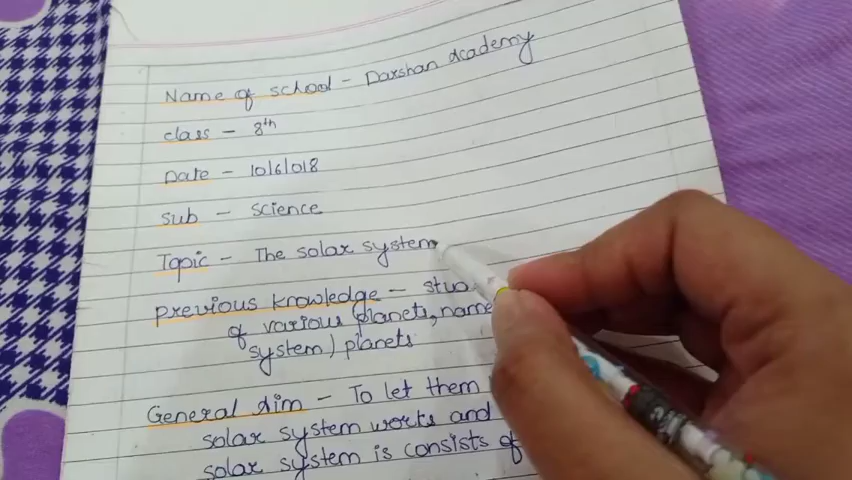 Name of school - Darshan Academy
class - 8th
Date - 10/6/018
Sub - science
Topic - The solar system
previous knowledge -
of various planets, name
system) planets
General Aim - To let them
solar system works and
solar system is consists of